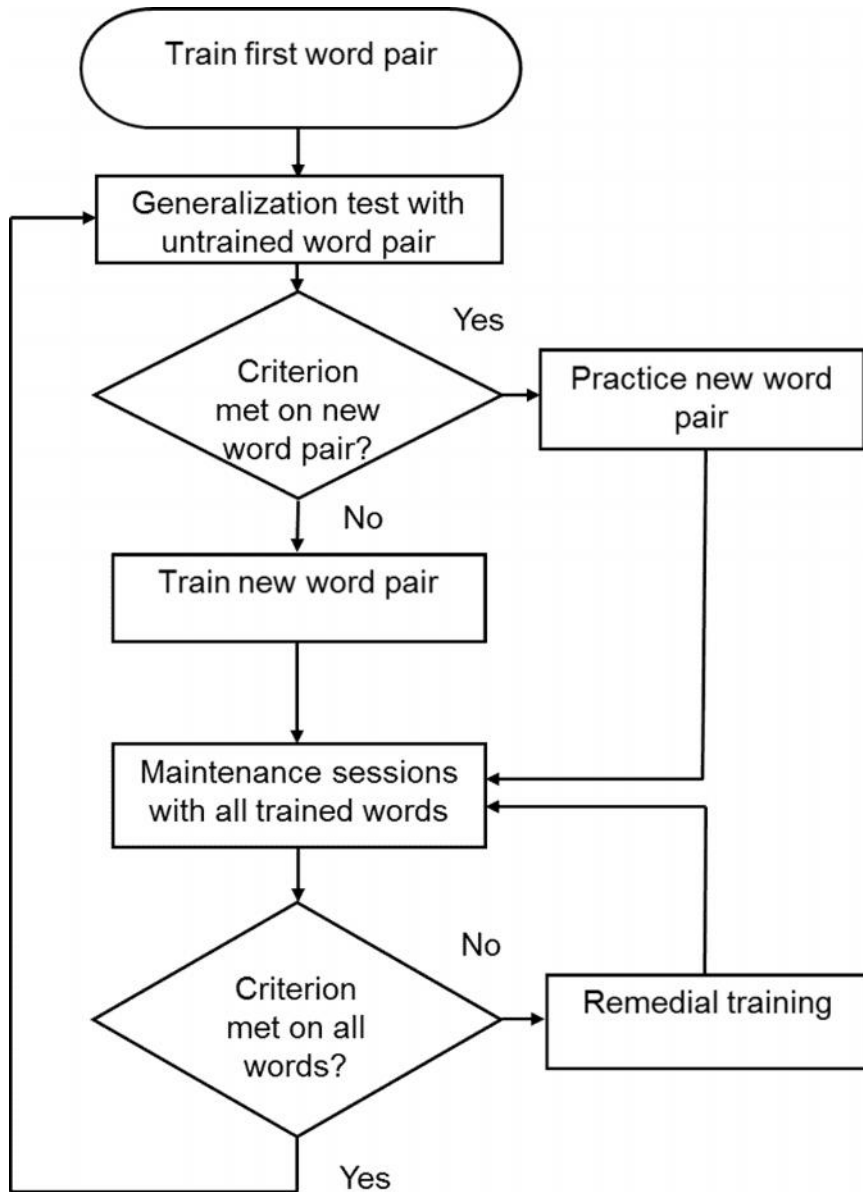 Train first word pair
Generalization test with
untrained word pair
Yes
Criterion
met on new
word pair?
Practice new word
pair
No
Train new word pair
Maintenance sessions
with all trained words
No
Criterion
met on all
words?
Remedial training
Yes